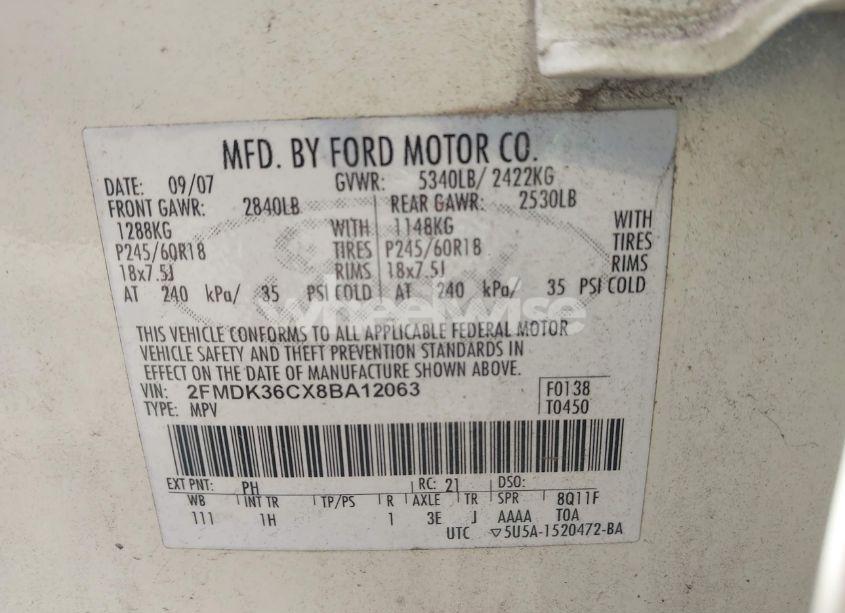 MFD. BY FORD MOTOR CO.
DATE: 09/07 GVWR: 5340LB/ 2422KG
FRONT GAWR: 2840LB REAR GAWR: 2530LB
1288KG WITH 1148KG WITH
P245/60R18 TIRES P245/60R18 TIRES
18x7.5J RIMS 18x7.5J RIMS
AT 240 kPa/ 35 PSI COLD AT 240 kPa/ 35 PSI COLD
wheelwise
THIS VEHICLE CONFORMS TO ALL APPLICABLE FEDERAL MOTOR
VEHICLE SAFETY AND THEFT PREVENTION STANDARDS IN
EFFECT ON THE DATE OF MANUFACTURE SHOWN ABOVE.
VIN: 2FMDK36CX8BA12063 F0138
TYPE: MPV T0450
EXT PNT: PH RC: 21 DSO:
WB INT TR TP/PS R AXLE TR SPR 8Q11F
111 1H 1 3E J AAAA TOA
UTC ▽5U5A-1520472-BA